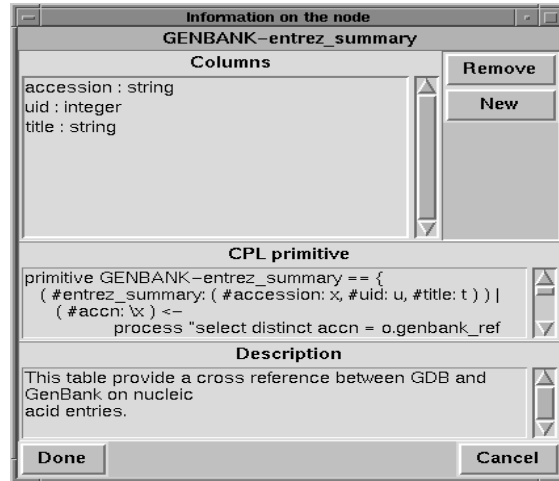 Information on the node
GENBANK-entrez_summary
Columns
Remove
New
accession : string
uid : integer
title : string
CPL primitive
primitive GENBANK-entrez_summary == {
( #entrez_summary: ( #accession: x, #uid: u, #title: t ) ) |
( #accn: \x ) <-
process "select distinct accn = o.genbank_ref
Description
This table provide a cross reference between GDB and
GenBank on nucleic
acid entries.
Done
Cancel